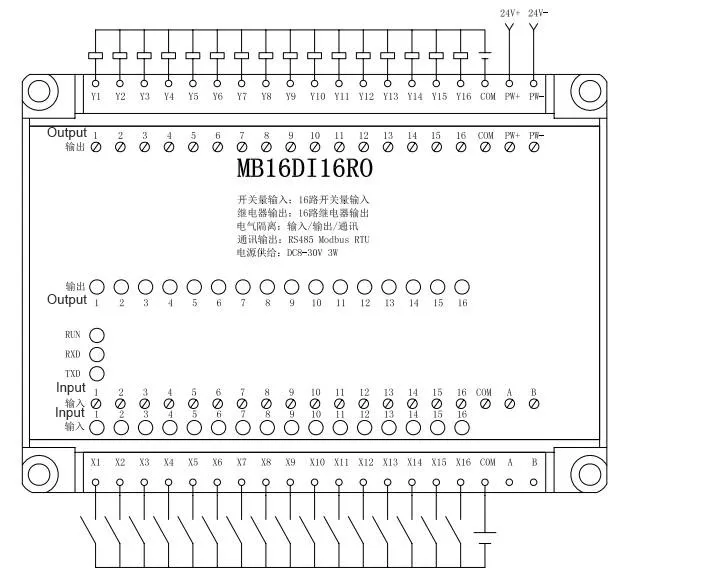 24V+ 24V-
Y1 Y2 Y3 Y4 Y5 Y6 Y7 Y8 Y9 Y10 Y11 Y12 Y13 Y14 Y15 Y16 COM PW+ PW-
Output 1 2 3 4 5 6 7 8 9 10 11 12 13 14 15 16 COM PW+ PW-
输出
MB16DI16RO
开关量输入：16路开关量输入
继电器输出：16路继电器输出
电气隔离：输入/输出/通讯
通讯输出：RS485 Modbus RTU
电源供给：DC8-30V 3W
输出
Output 1 2 3 4 5 6 7 8 9 10 11 12 13 14 15 16
RUN
RXD
TXD
Input 1 2 3 4 5 6 7 8 9 10 11 12 13 14 15 16 COM A B
输入
Input 1 2 3 4 5 6 7 8 9 10 11 12 13 14 15 16
输入
X1 X2 X3 X4 X5 X6 X7 X8 X9 X10 X11 X12 X13 X14 X15 X16 COM A B